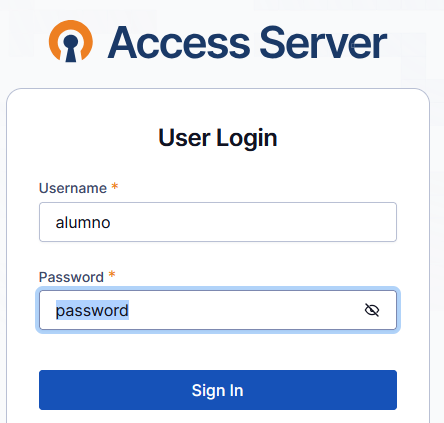 Access Server
User Login
Username *
alumno
Password *
password
Sign In